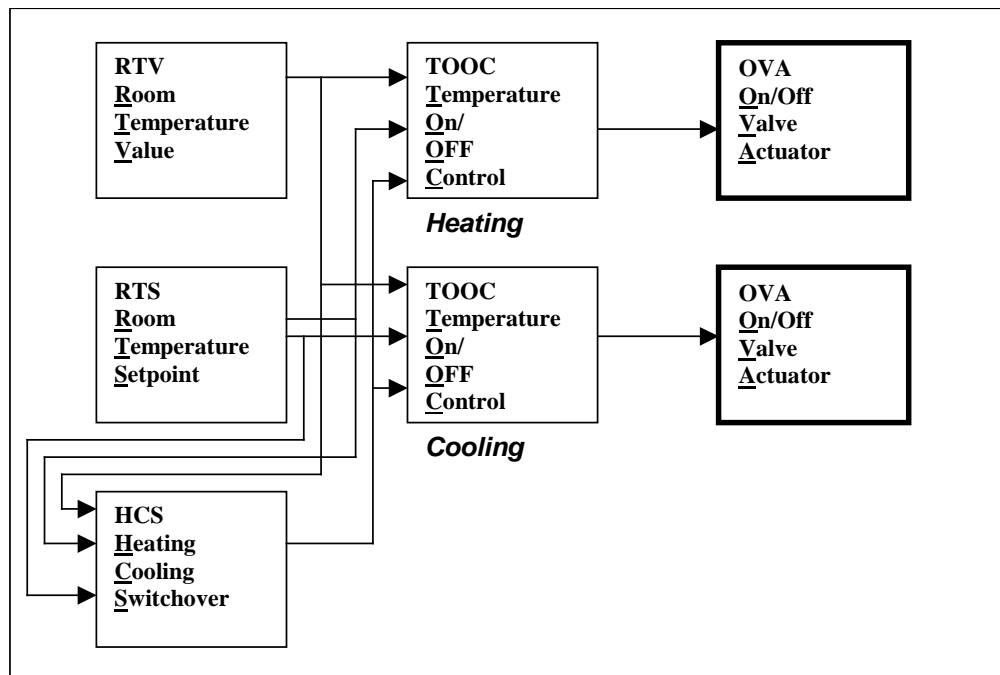 RTV
Room
Temperature
Value
TOOC
Temperature
On/
OFF
Control
Heating
OVA
On/Off
Valve
Actuator
RTS
Room
Temperature
Setpoint
TOOC
Temperature
On/
OFF
Control
Cooling
OVA
On/Off
Valve
Actuator
HCS
Heating
Cooling
Switchover